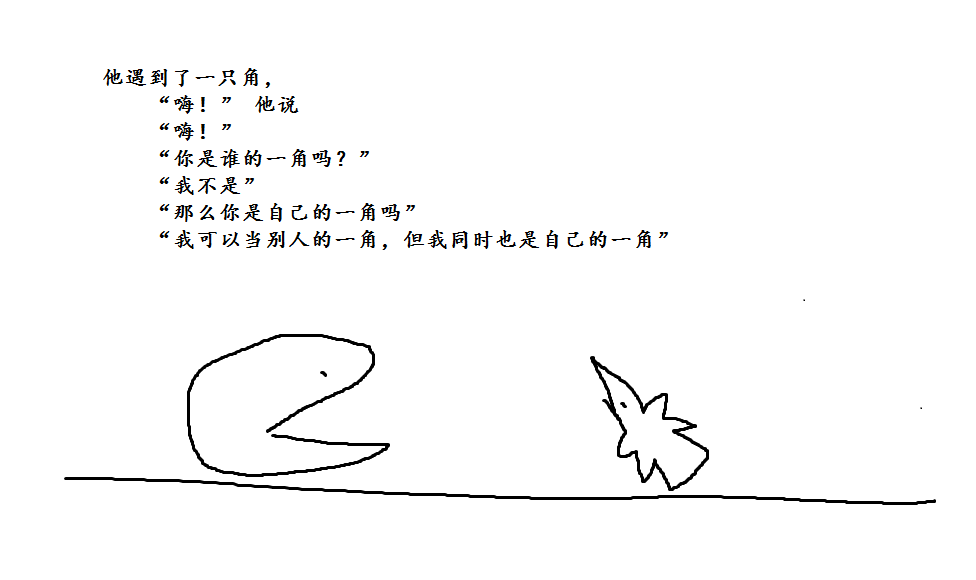 他遇到了一只角，
“嗨！” 他说
“嗨！”
“你是谁的一角吗？”
“我不是”
“那么你是自己的一角吗”
“我可以当别人的一角，但我同时也是自己的一角”